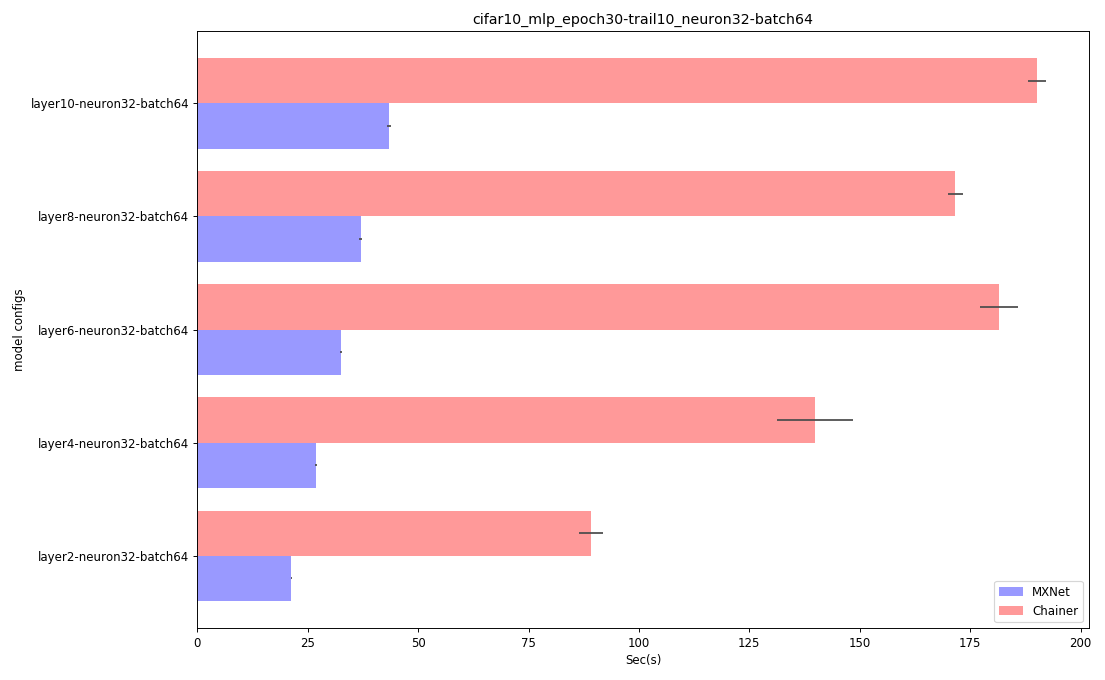 cifar10_mlp_epoch30-trail10_neuron32-batch64
layer10-neuron32-batch64
layer8-neuron32-batch64
layer6-neuron32-batch64
layer4-neuron32-batch64
layer2-neuron32-batch64
model configs
MXNet
Chainer
0 25 50 75 100 125 150 175 200
Sec(s)